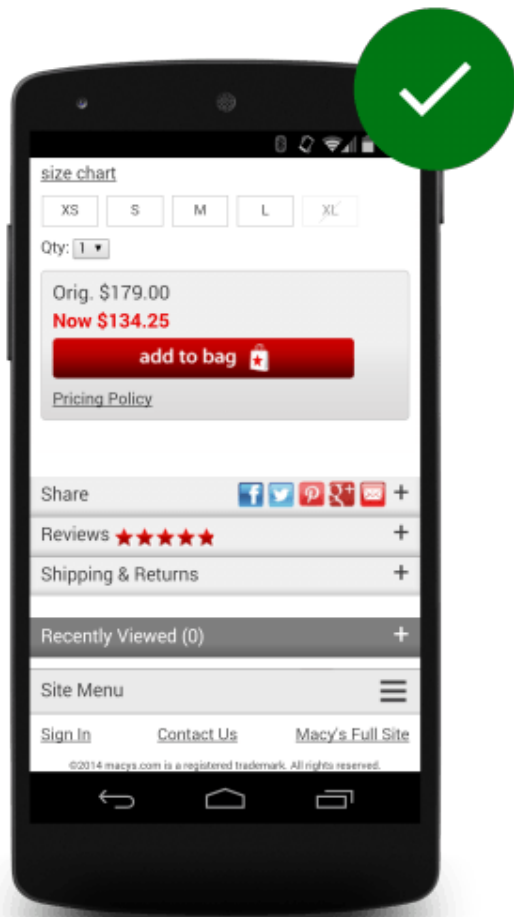 size chart
XS S M L XL
Qty: 1
Orig. $179.00
Now $134.25
add to bag
Pricing Policy
Share
Reviews
Shipping & Returns
Recently Viewed (0)
Site Menu
Sign In Contact Us Macy's Full Site
©2014 macys.com is a registered trademark. All rights reserved.